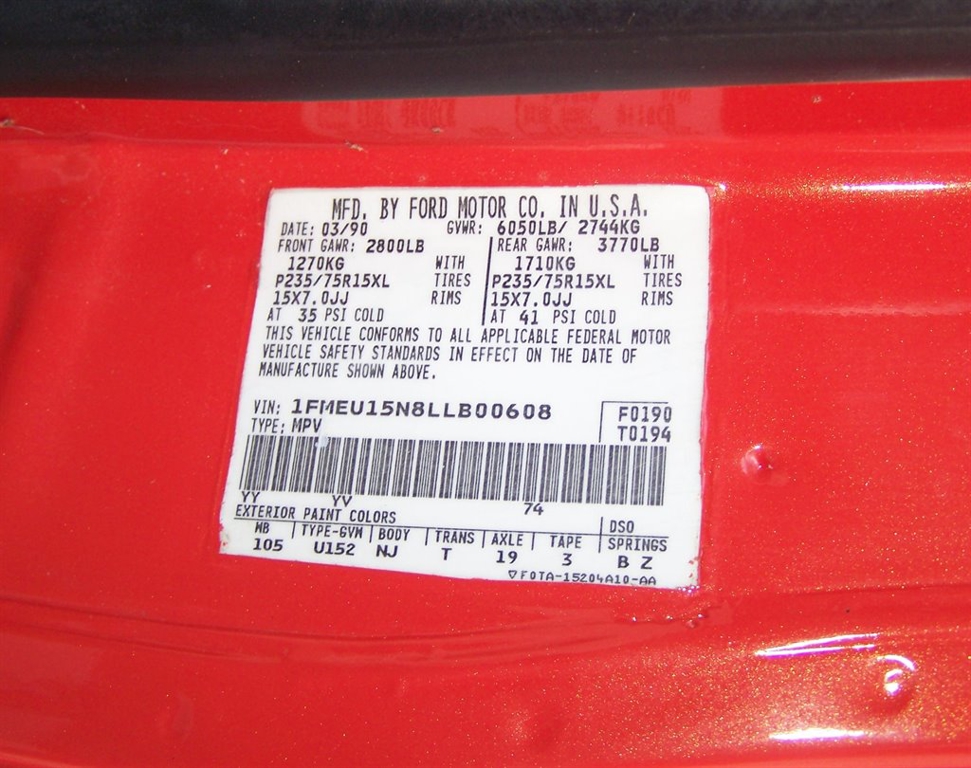 MFD. BY FORD MOTOR CO. IN U.S.A.
DATE: 03/90 GVWR: 6050LB/ 2744KG
FRONT GAWR: 2800LB REAR GAWR: 3770LB
1270KG WITH 1710KG WITH
P235/75R15XL TIRES P235/75R15XL TIRES
15X7.0JJ RIMS 15X7.0JJ RIMS
AT 35 PSI COLD AT 41 PSI COLD
THIS VEHICLE CONFORMS TO ALL APPLICABLE FEDERAL MOTOR
VEHICLE SAFETY STANDARDS IN EFFECT ON THE DATE OF
MANUFACTURE SHOWN ABOVE.
VIN: 1FMEU15N8LLB00608 F0190
TYPE: MPV T0194
YY YV 74
EXTERIOR PAINT COLORS DSO
WB TYPE-GVW BODY TRANS AXLE TAPE SPRINGS
105 U152 NJ T 19 3 B Z
▽F0TA-15204A10-AA